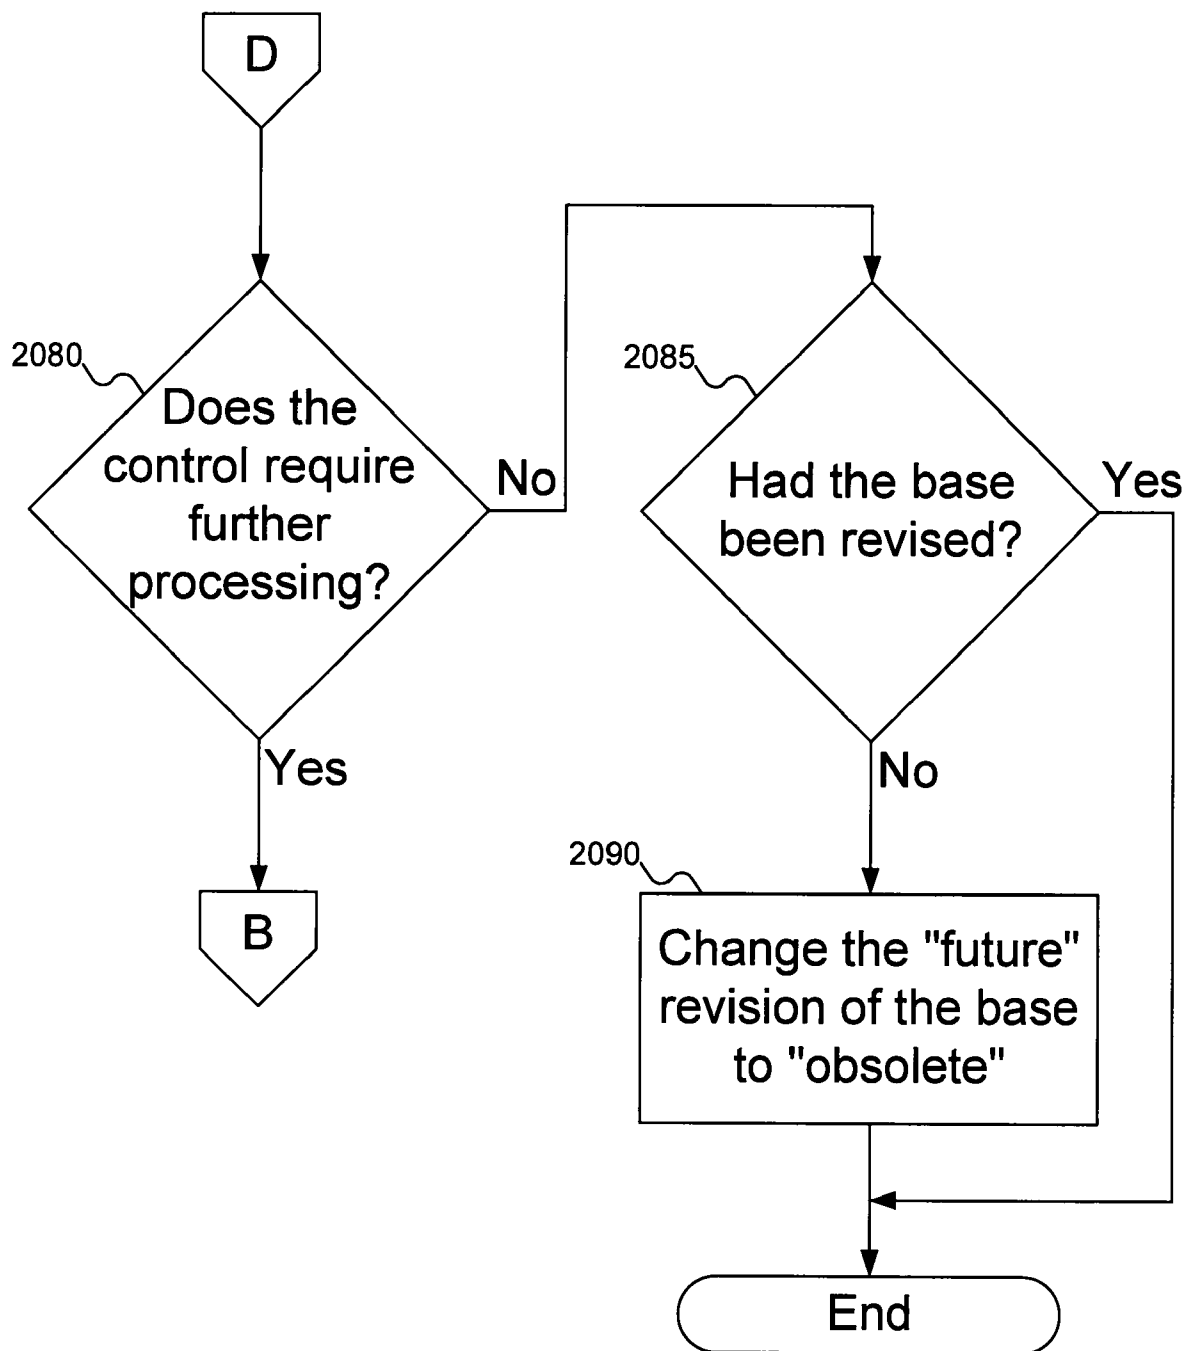 D
2080
Does the
control require
further
processing?
No
Yes
B
2085
Had the base
been revised?
Yes
No
2090
Change the "future"
revision of the base
to "obsolete"
End